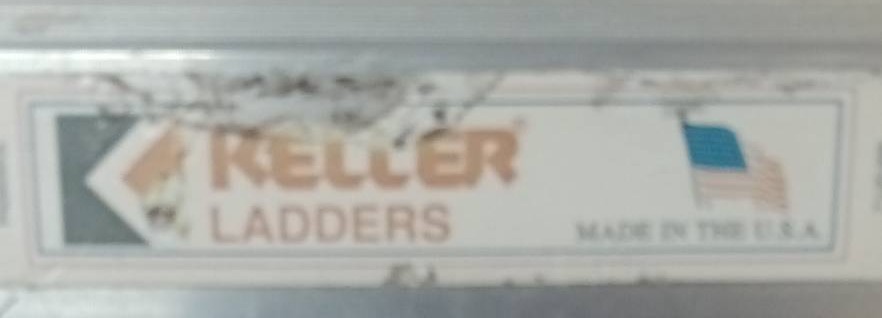 KELLER
LADDERS
MADE IN THE U.S.A.